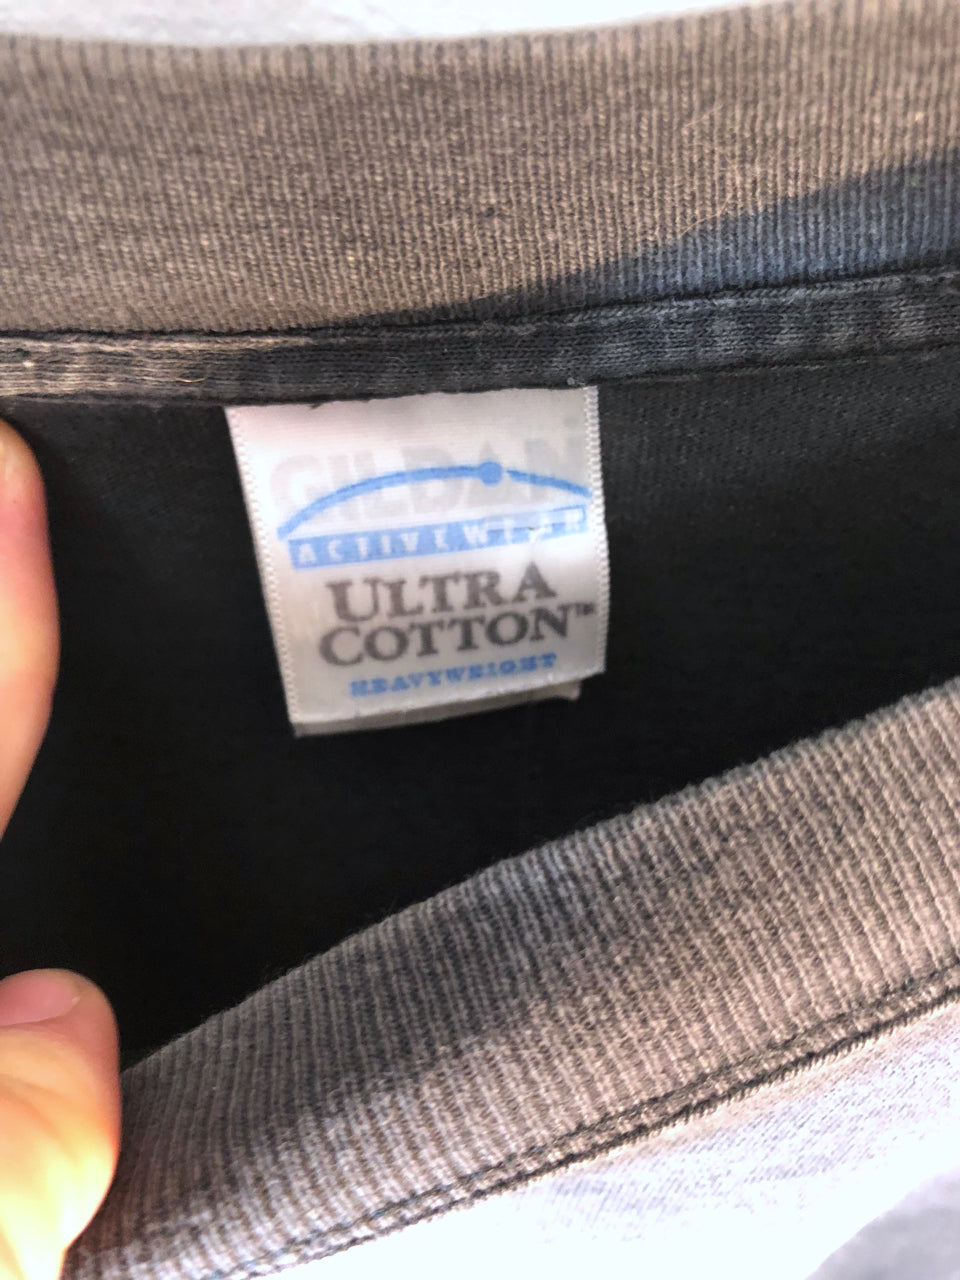 GILDAN
ACTIVEWEAR
ULTRA
COTTON™
HEAVYWEIGHT